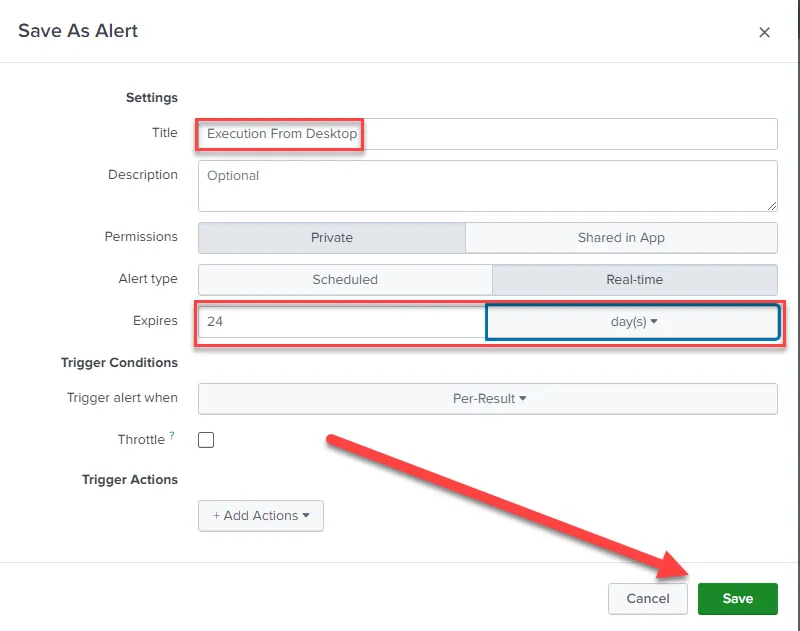 Save As Alert
Settings
Title Execution From Desktop
Description Optional
Permissions Private Shared in App
Alert type Scheduled Real-time
Expires 24 day(s)
Trigger Conditions
Trigger alert when Per-Result
Throttle ?
Trigger Actions
+ Add Actions
Cancel Save